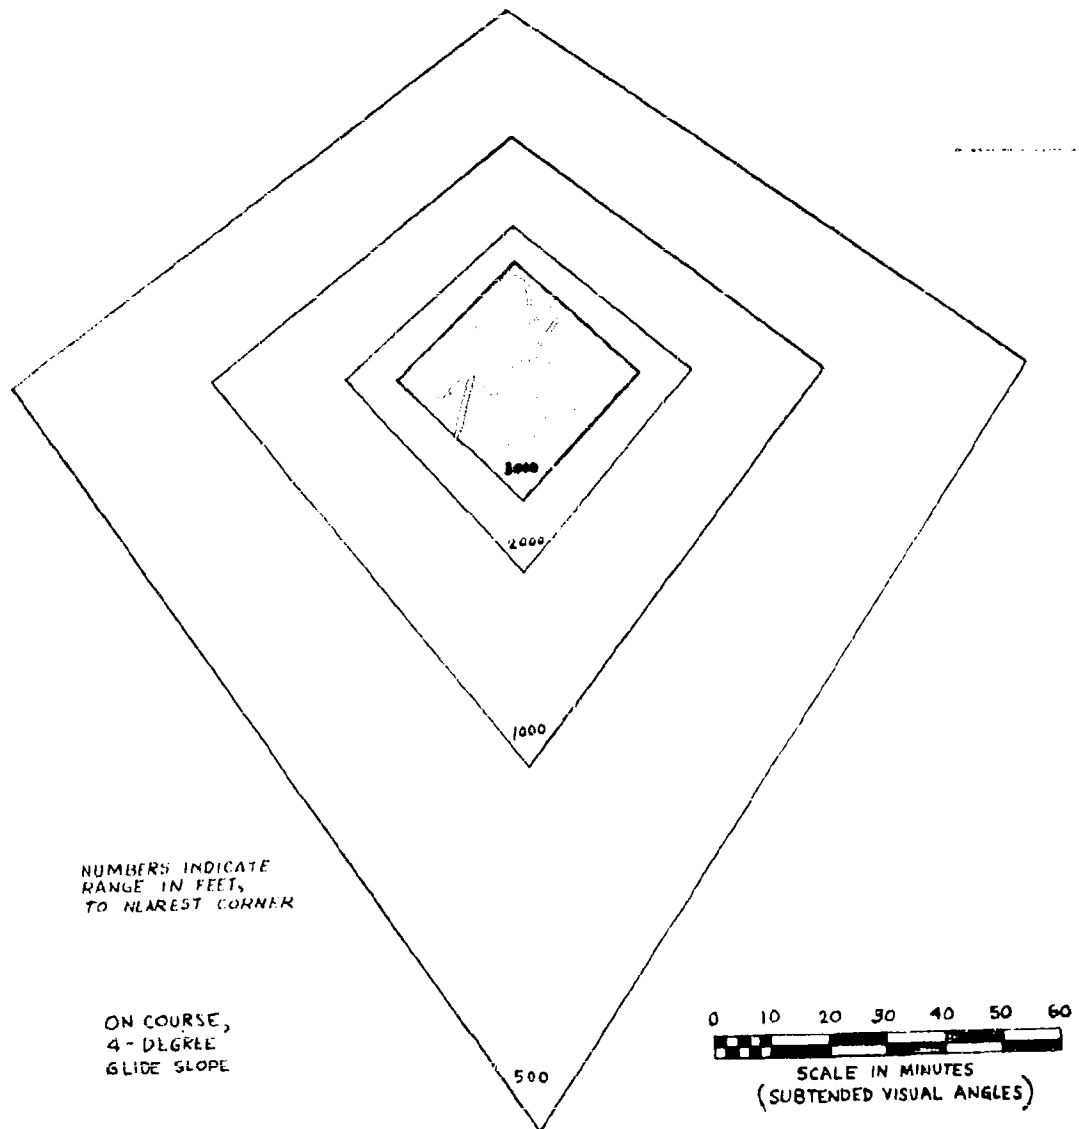 3000
2000
1000
NUMBERS INDICATE
RANGE IN FEET,
TO NEAREST CORNER
ON COURSE,
4-DEGREE
GLIDE SLOPE
500
0 10 20 30 40 50 60
SCALE IN MINUTES
(SUBTENDED VISUAL ANGLES)